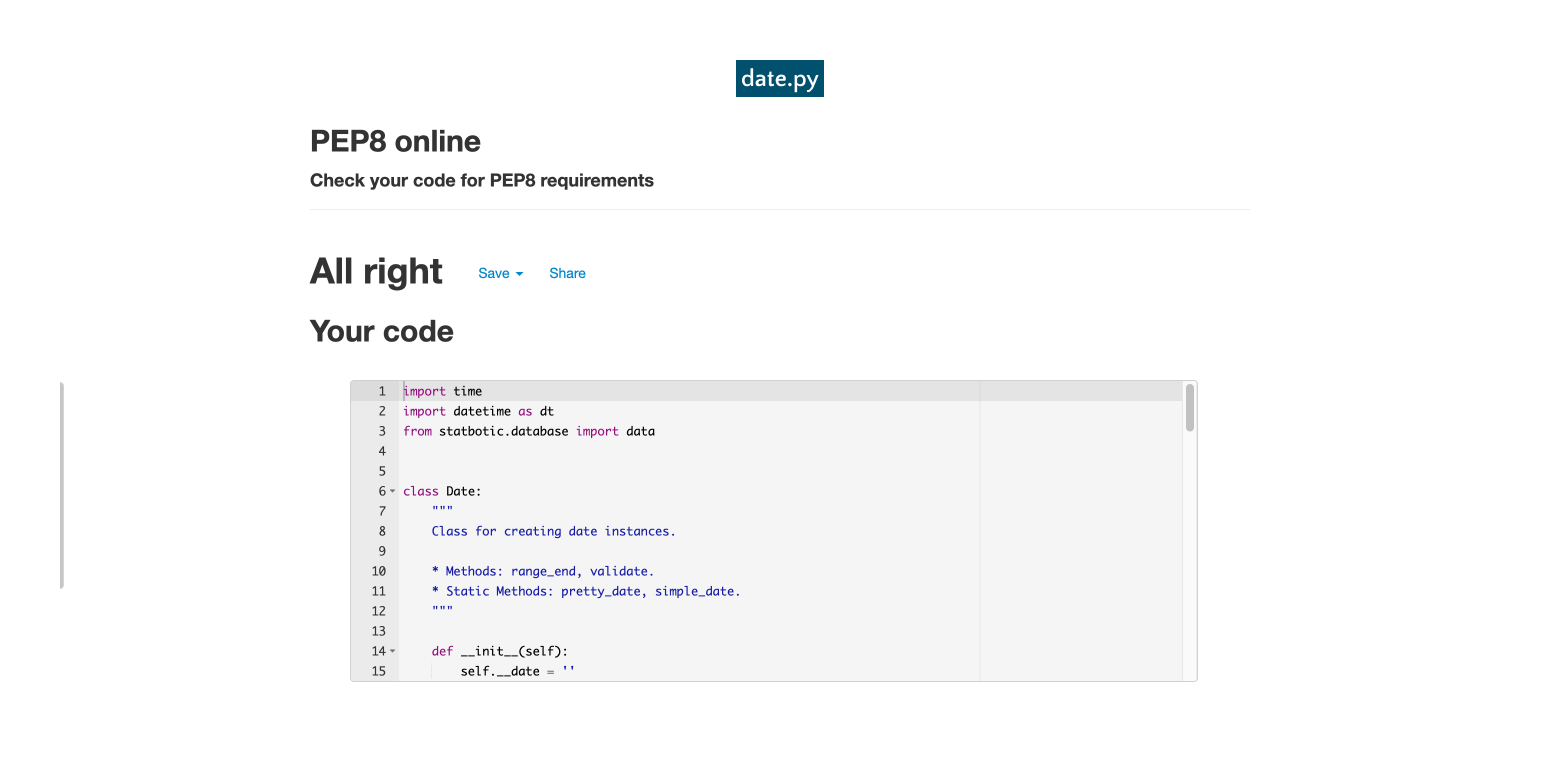 date.py
PEP8 online
Check your code for PEP8 requirements
All right Save Share
Your code
1 import time
2 import datetime as dt
3 from statbotic.database import data
4
5
6 class Date:
7 """
8 Class for creating date instances.
9
10 * Methods: range_end, validate.
11 * Static Methods: pretty_date, simple_date.
12 """
13
14 def __init__(self):
15 self.__date = ''